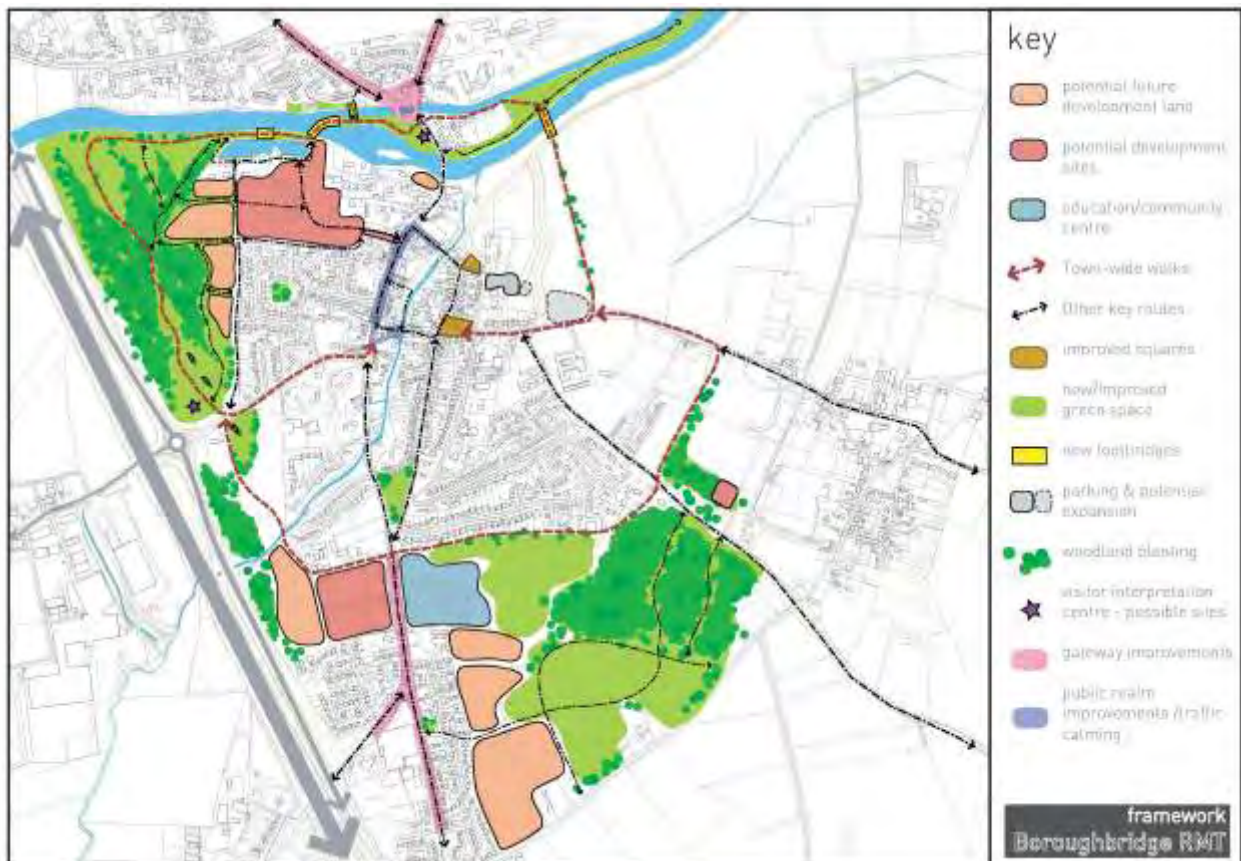 key
potential future
development land
potential development
sites
education/community
centre
Town-wide walks
Other key routes
improved squares
new/improved
green space
new footbridges
parking & potential
expansion
woodland planting
visitor interpretation
centre - possible sites
gateway improvements
public realm
improvements /traffic
calming
framework
Boroughbridge RMT